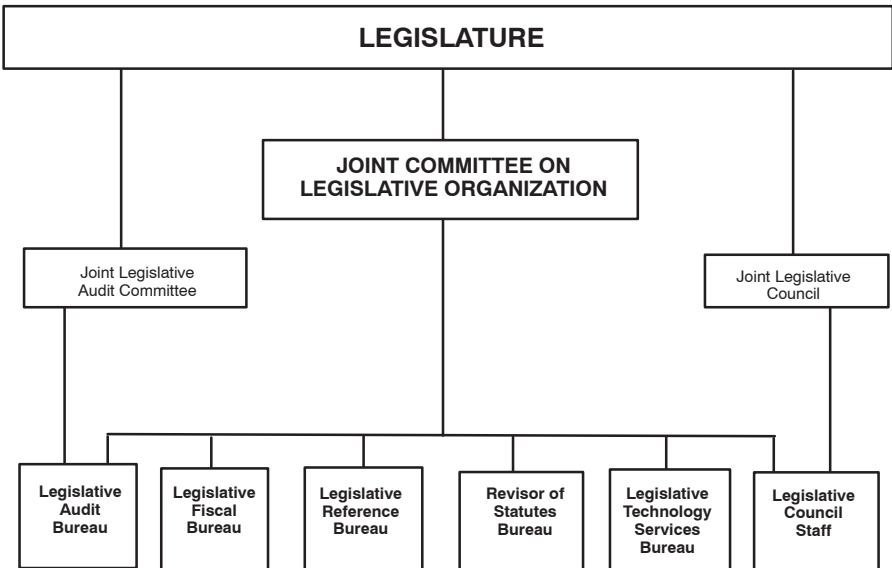 LEGISLATURE
JOINT COMMITTEE ON
LEGISLATIVE ORGANIZATION
Joint Legislative
Audit Committee
Joint Legislative
Council
Legislative
Audit
Bureau
Legislative
Fiscal
Bureau
Legislative
Reference
Bureau
Revisor of
Statutes
Bureau
Legislative
Technology
Services
Bureau
Legislative
Council
Staff